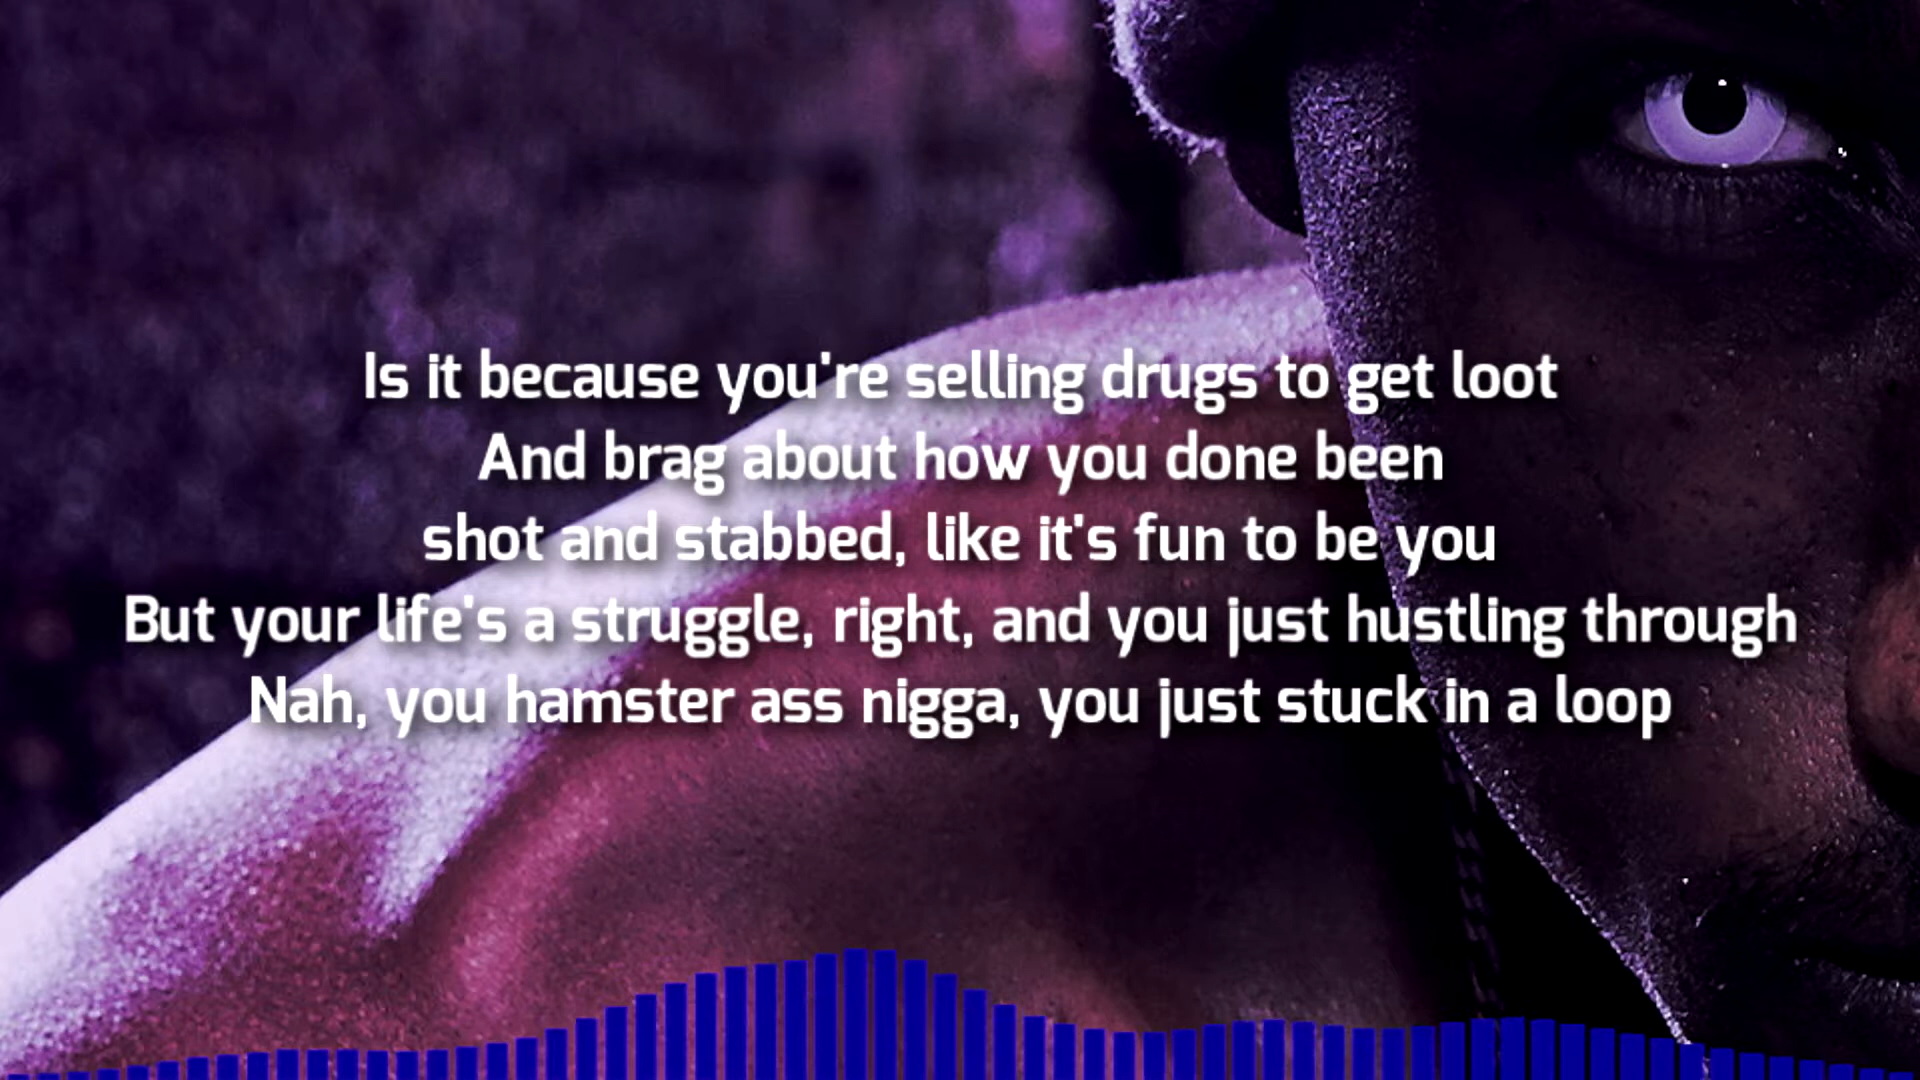 Is it because you're selling drugs to get loot
And brag about how you done been
shot and stabbed, like it's fun to be you
But your life's a struggle, right, and you just hustling through
Nah, you hamster ass nigga, you just stuck in a loop